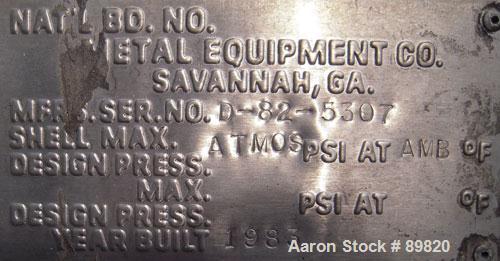 NAT'L BD. NO.
METAL EQUIPMENT CO.
SAVANNAH, GA.
MFRS. SER. NO. D-82-5307
SHELL MAX. ATMOS PSI AT AMB °F
DESIGN PRESS.
MAX. PSI AT °F
DESIGN PRESS.
YEAR BUILT 1983
Aaron Stock # 89820